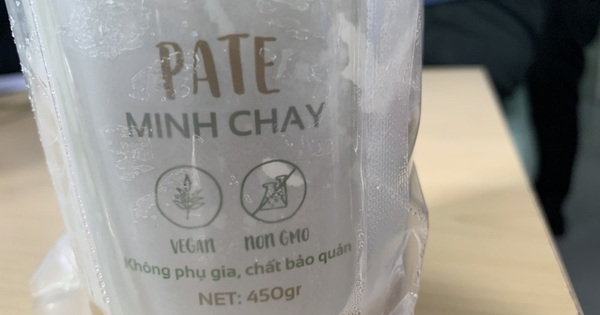 PATE
MINH CHAY
VEGAN NON GMO
Không phụ gia, chất bảo quản
NET: 450gr